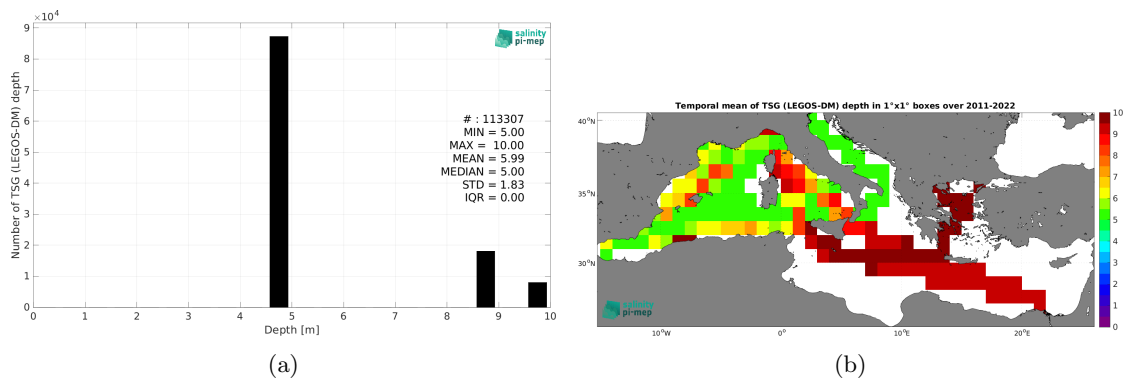 ×10⁴
9
8
7
6
5
4
3
2
1
0
Number of TSG (LEGOS-DM) depth
salinity
pi-mep
# : 113307
MIN = 5.00
MAX = 10.00
MEAN = 5.99
MEDIAN = 5.00
STD = 1.83
IQR = 0.00
0 1 2 3 4 5 6 7 8 9 10
Depth [m]
(a)
Temporal mean of TSG (LEGOS-DM) depth in 1°x1° boxes over 2011-2022
40°N
35°N
30°N
salinity
pi-mep
10°W 0° 10°E 20°E
10
9
8
7
6
5
4
3
2
1
0
(b)